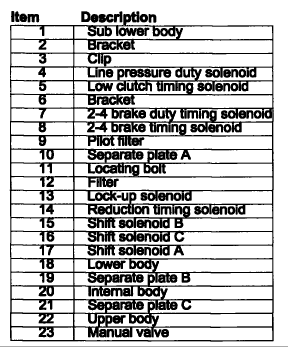 Item Description
1 Sub lower body
2 Bracket
3 Clip
4 Line pressure duty solenoid
5 Low clutch timing solenoid
6 Bracket
7 2-4 brake duty timing solenoid
8 2-4 brake timing solenoid
9 Pilot filter
10 Separate plate A
11 Locating bolt
12 Filter
13 Lock-up solenoid
14 Reduction timing solenoid
15 Shift solenoid B
16 Shift solenoid C
17 Shift solenoid A
18 Lower body
19 Separate plate B
20 Internal body
21 Separate plate C
22 Upper body
23 Manual valve